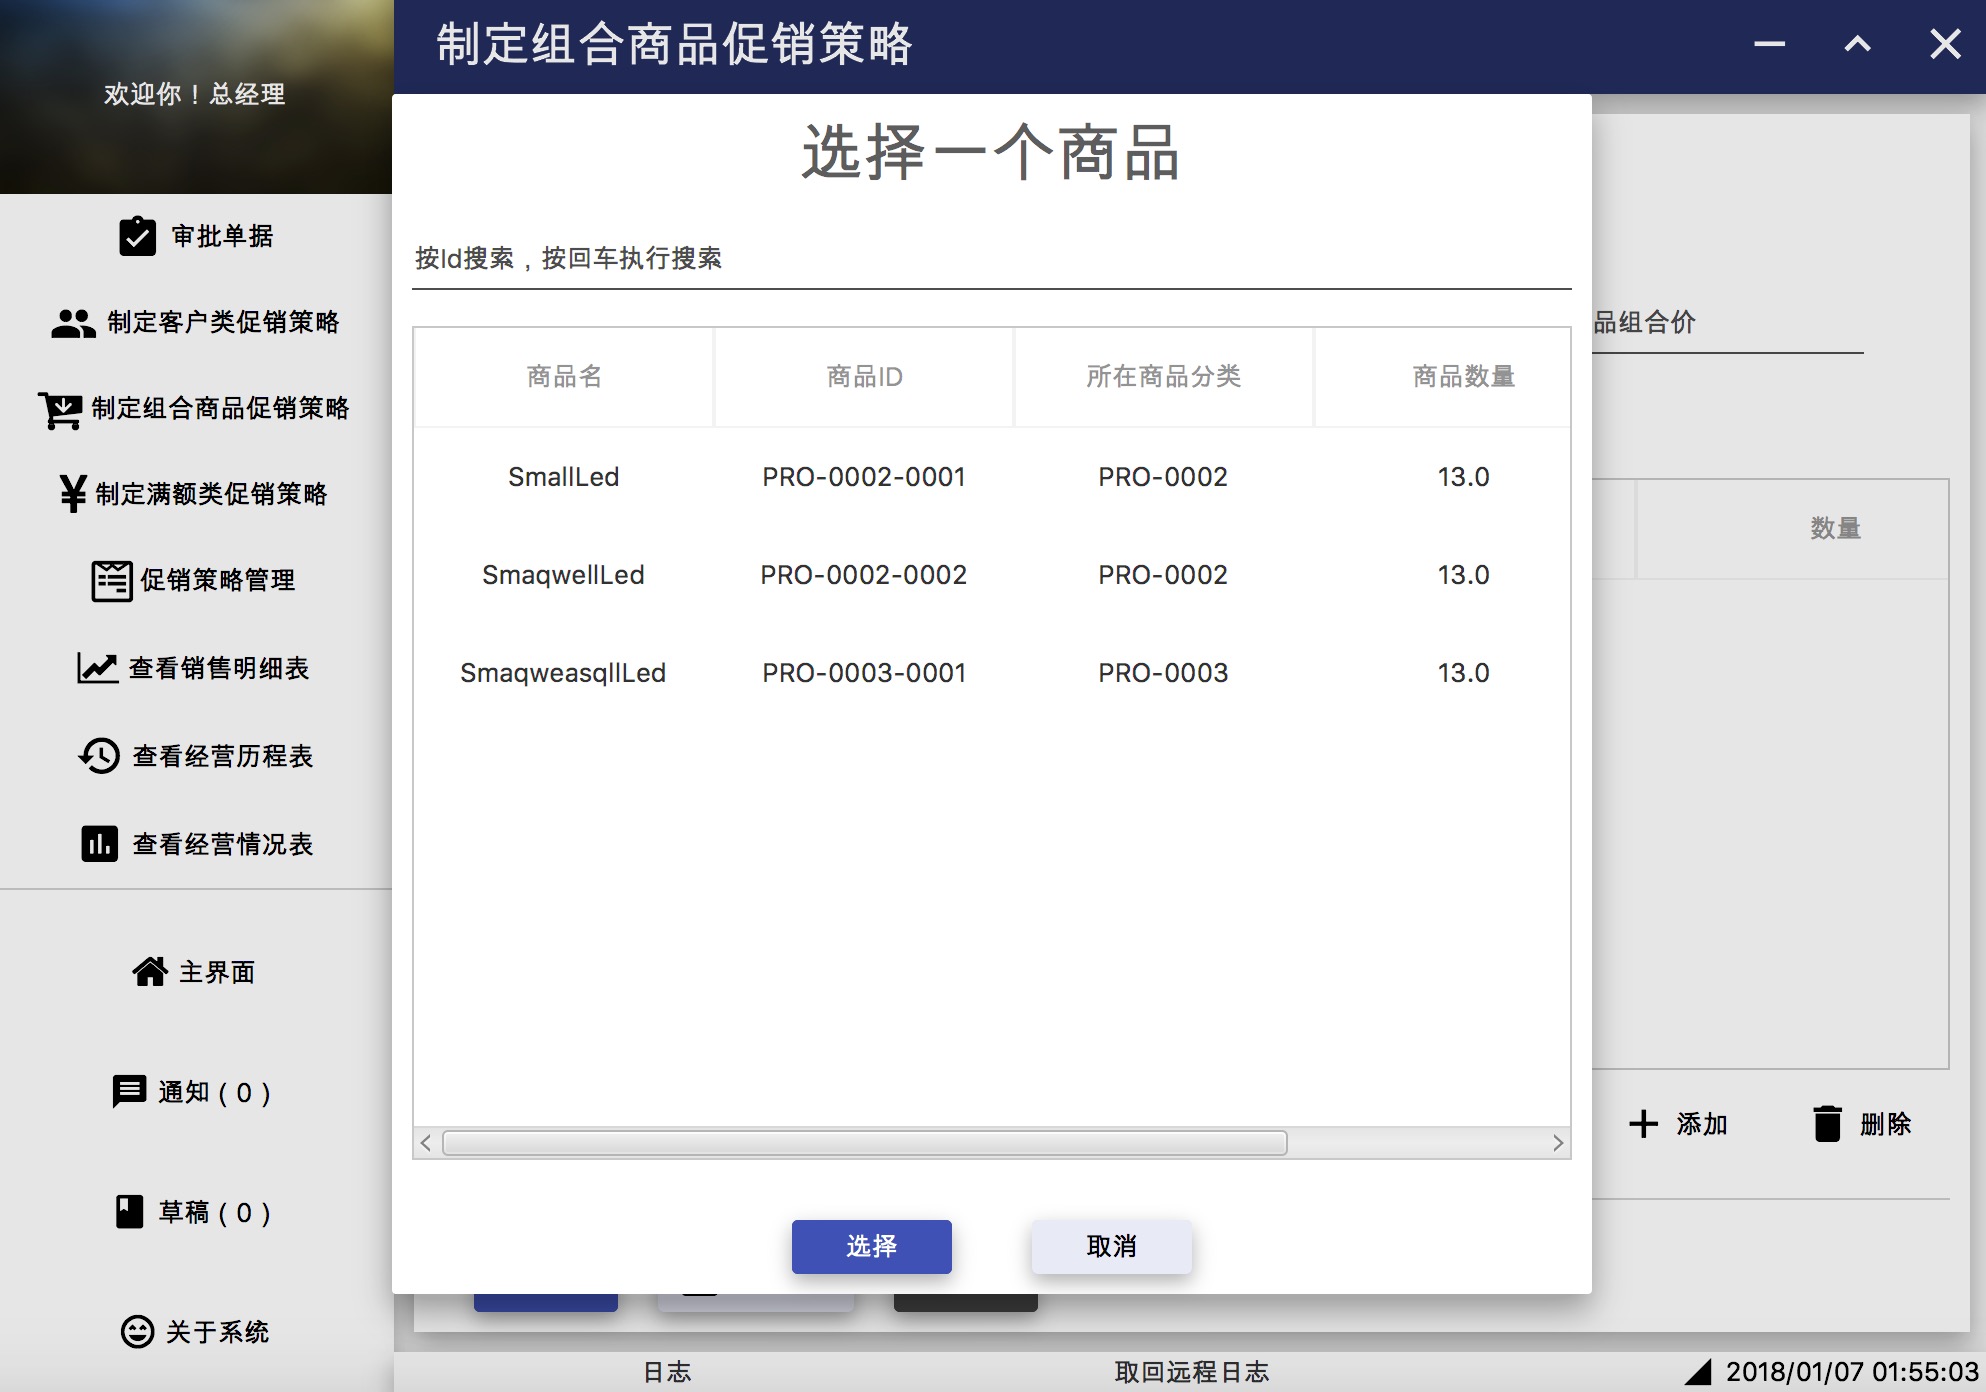 欢迎你！总经理
审批单据
制定客户类促销策略
制定组合商品促销策略
制定满额类促销策略
促销策略管理
查看销售明细表
查看经营历程表
查看经营情况表
主界面
通知 ( 0 )
草稿 ( 0 )
关于系统
制定组合商品促销策略
选择一个商品
按Id搜索，按回车执行搜索
商品名 商品ID 所在商品分类 商品数量
SmallLed PRO-0002-0001 PRO-0002 13.0
SmaqwellLed PRO-0002-0002 PRO-0002 13.0
SmaqweasqllLed PRO-0003-0001 PRO-0003 13.0
选择 取消
品组合价
数量
添加 删除
日志 取回远程日志 2018/01/07 01:55:03